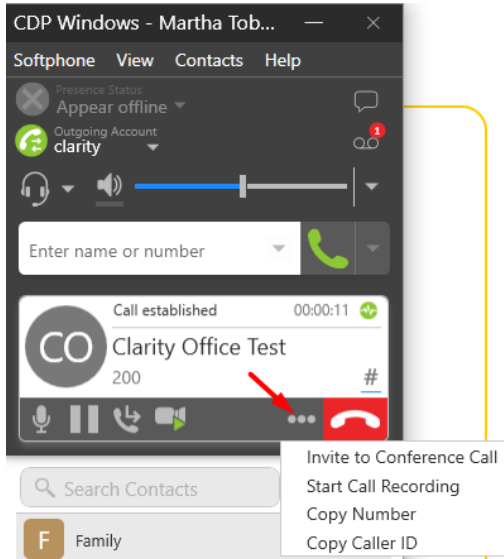 CDP Windows - Martha Tob...
Softphone View Contacts Help
Presence Status
Appear offline
Outgoing Account
clarity
1
Enter name or number
Call established 00:00:11
CO
Clarity Office Test
200 #
Invite to Conference Call
Start Call Recording
Copy Number
Copy Caller ID
Search Contacts
F Family